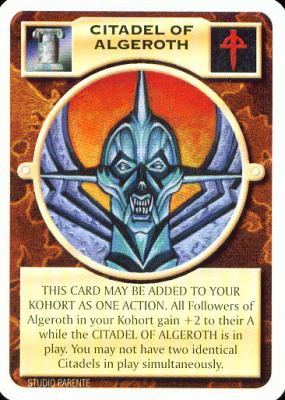 CITADEL OF
ALGEROTH
THIS CARD MAY BE ADDED TO YOUR
KOHORT AS ONE ACTION. All Followers of
Algeroth in your Kohort gain +2 to their A
while the CITADEL OF ALGEROTH is in
play. You may not have two identical
Citadels in play simultaneously.
STUDIO PARENTE